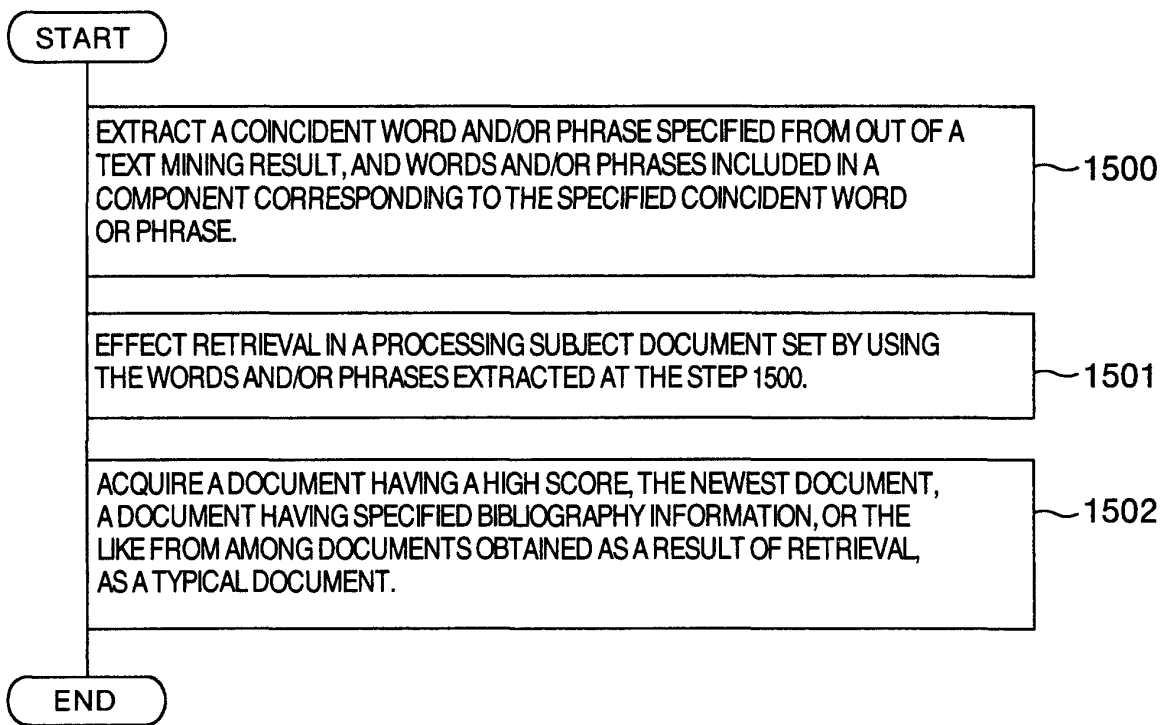 START
EXTRACT A COINCIDENT WORD AND/OR PHRASE SPECIFIED FROM OUT OF A
TEXT MINING RESULT, AND WORDS AND/OR PHRASES INCLUDED IN A
COMPONENT CORRESPONDING TO THE SPECIFIED COINCIDENT WORD
OR PHRASE.
1500
EFFECT RETRIEVAL IN A PROCESSING SUBJECT DOCUMENT SET BY USING
THE WORDS AND/OR PHRASES EXTRACTED AT THE STEP 1500.
1501
ACQUIRE A DOCUMENT HAVING A HIGH SCORE, THE NEWEST DOCUMENT,
A DOCUMENT HAVING SPECIFIED BIBLIOGRAPHY INFORMATION, OR THE
LIKE FROM AMONG DOCUMENTS OBTAINED AS A RESULT OF RETRIEVAL,
AS A TYPICAL DOCUMENT.
1502
END